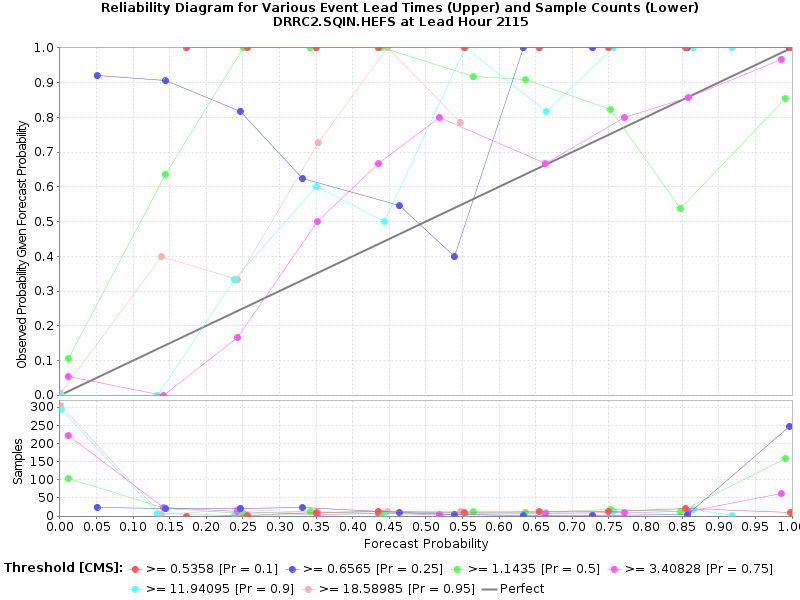 Reliability Diagram for Various Event Lead Times (Upper) and Sample Counts (Lower)
DRRC2.SQIN.HEFS at Lead Hour 2115
Observed Probability Given Forecast Probability
1.0
0.9
0.8
0.7
0.6
0.5
0.4
0.3
0.2
0.1
0.0
Samples
300
250
200
150
100
50
0
0.00 0.05 0.10 0.15 0.20 0.25 0.30 0.35 0.40 0.45 0.50 0.55 0.60 0.65 0.70 0.75 0.80 0.85 0.90 0.95 1.00
Forecast Probability
Threshold [CMS]: >= 0.5358 [Pr = 0.1] >= 0.6565 [Pr = 0.25] >= 1.1435 [Pr = 0.5] >= 3.40828 [Pr = 0.75]
>= 11.94095 [Pr = 0.9] >= 18.58985 [Pr = 0.95] Perfect